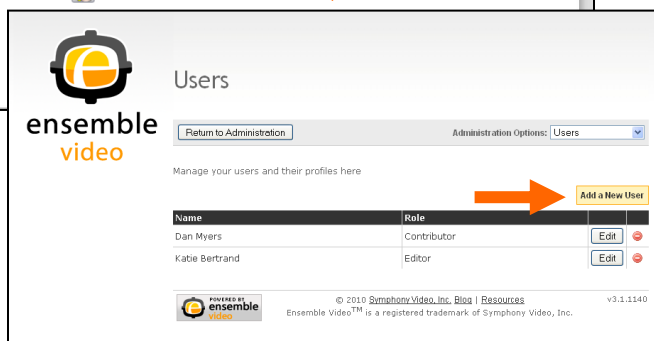 Users
ensemble
video
Return to Administration
Administration Options: Users
Manage your users and their profiles here
Add a New User
Name Role
Dan Myers Contributor Edit
Katie Bertrand Editor Edit
POWERED BY
ensemble
video
© 2010 Symphony Video, Inc. Blog | Resources
v3.1.1140
Ensemble Video™ is a registered trademark of Symphony Video, Inc.